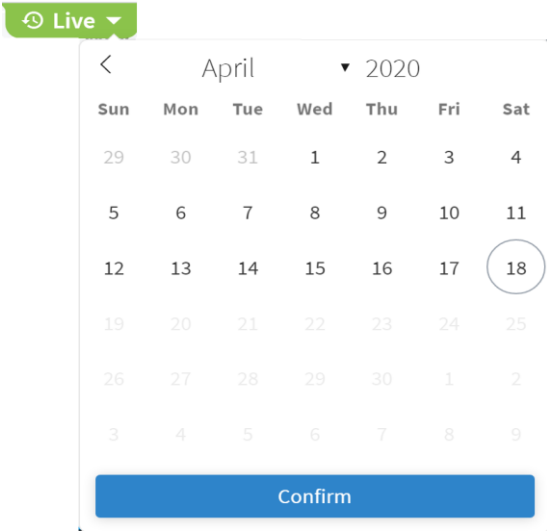 Live
April 2020
Sun Mon Tue Wed Thu Fri Sat
29 30 31 1 2 3 4
5 6 7 8 9 10 11
12 13 14 15 16 17 18
19 20 21 22 23 24 25
26 27 28 29 30 1 2
3 4 5 6 7 8 9
Confirm